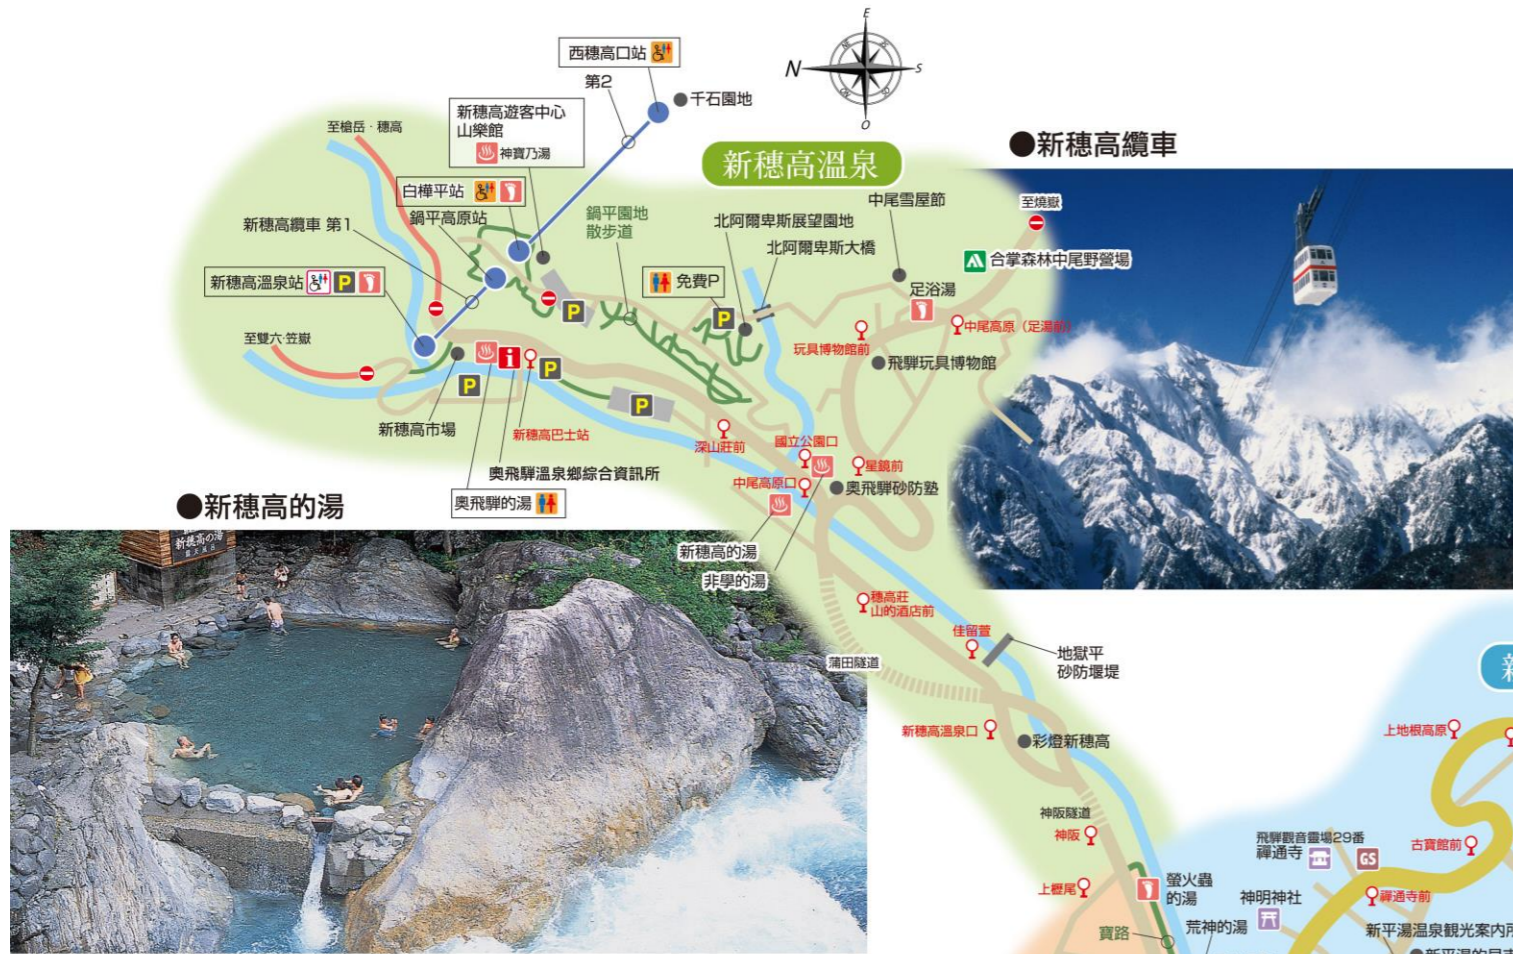 E
N
S
O
NE
西穗高口站
第2
千石園地
新穗高遊客中心
山樂館
神寶乃湯
至槍岳・穗高
新穗高溫泉
●新穗高纜車
白樺平站
鍋平高原站
新穗高纜車 第1
新穗高溫泉站
P
鍋平園地
散步道
北阿爾卑斯展望園地
北阿爾卑斯大橋
中尾雪屋節
至燒嶽
合掌森林中尾野營場
免費P
P
P
足浴湯
中尾高原（足湯前）
玩具博物館前
飛驒玩具博物館
至雙六・笠嶽
i
P
P
P
新穗高市場
新穗高巴士站
奧飛驒溫泉鄉綜合資訊所
奧飛驒的湯
深山莊前
國立公園口
星鏡前
中尾高原口
奧飛驒砂防塾
●新穗高的湯
新穗高の湯
新穗高的湯
非學的湯
穗高莊
山的酒店前
佳留萱
地獄平
砂防堰堤
蒲田隧道
新穗高溫泉口
彩燈新穗高
上地根高原
神阪隧道
神阪
飛驒觀音靈場29番
禪通寺
GS
古寶館前
上櫪尾
螢火蟲
的湯
神明神社
禪通寺前
寶路
荒神的湯
新平湯温泉観光案内所